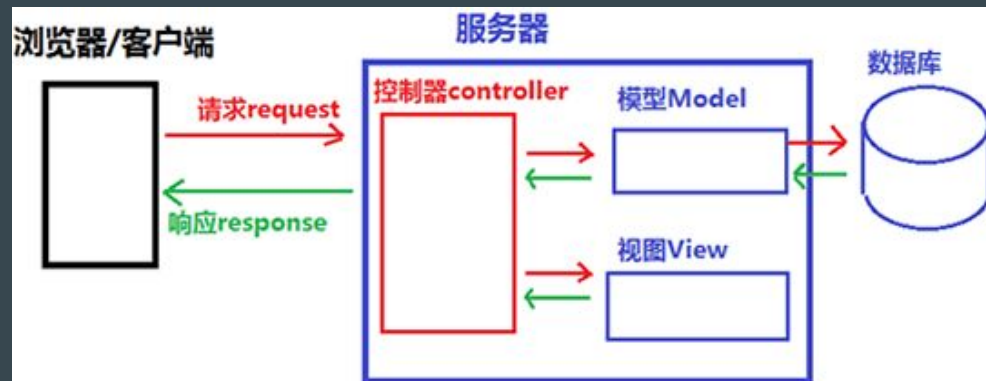 浏览器/客户端
服务器
数据库
请求request
控制器controller
模型Model
响应response
视图View